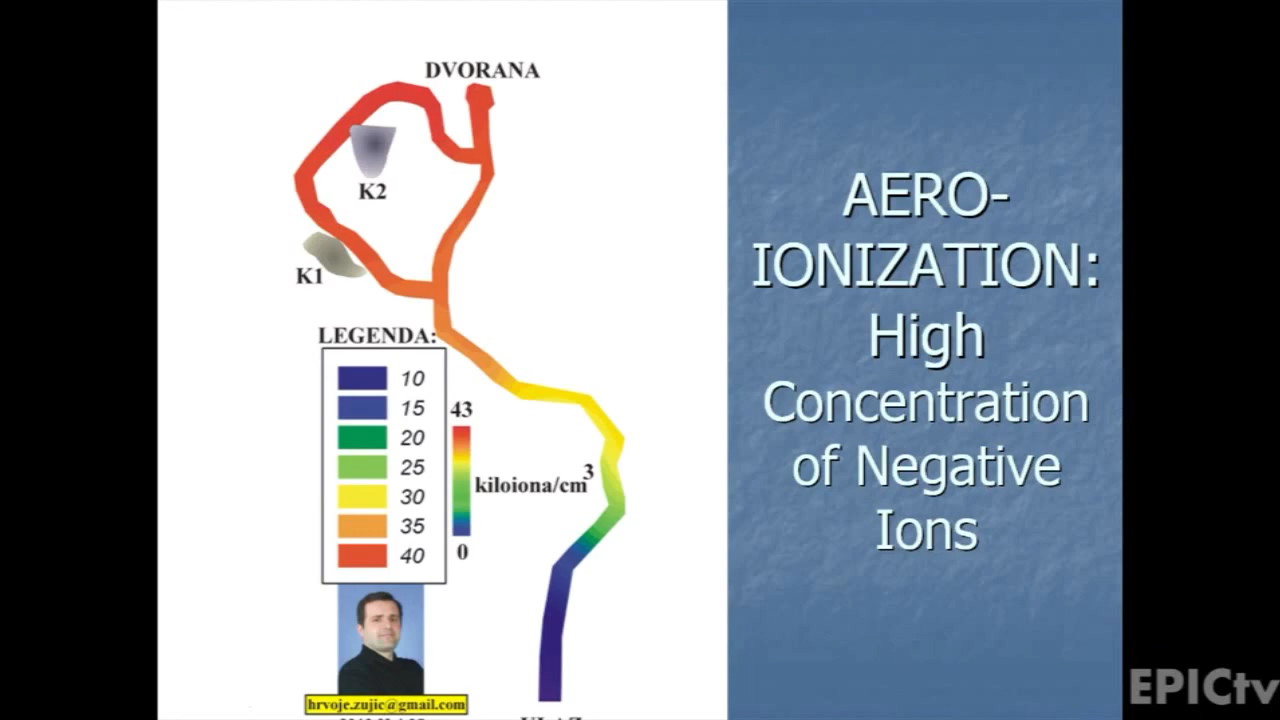 DVORANA
K2
K1
LEGENDA:
10
15
20
25
30
35
40
43
kiloiona/cm³
0
hrvoje.zujic@gmail.com
AERO-
IONIZATION:
High
Concentration
of Negative
Ions
EPICtv